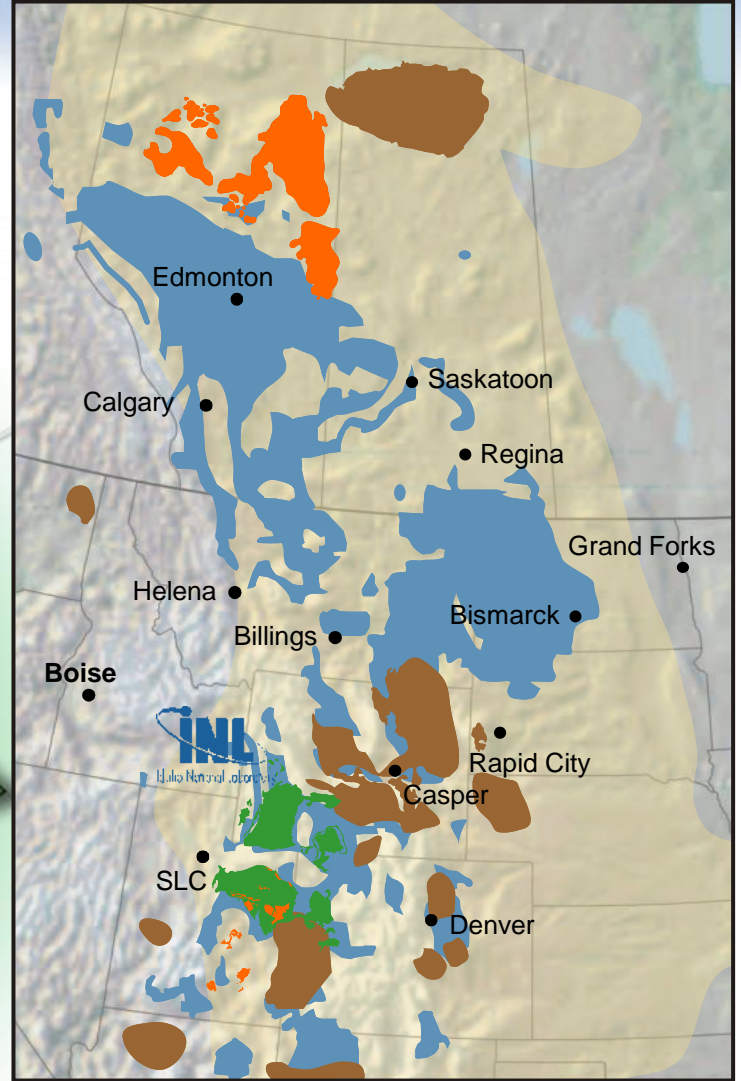 Edmonton
Saskatoon
Calgary
Regina
Grand Forks
Helena
Bismarck
Billings
Boise
INL
Rapid City
Casper
SLC
Denver